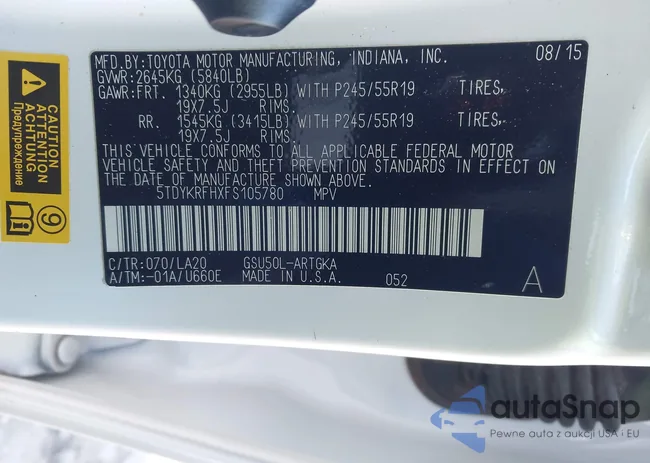 MFD.BY:TOYOTA MOTOR MANUFACTURING, INDIANA, INC. 08/15
GVWR:2645KG (5840LB)
GAWR:FRT. 1340KG (2955LB) WITH P245/55R19 TIRES,
19X7.5J RIMS.
RR. 1545KG (3415LB) WITH P245/55R19 TIRES,
19X7.5J RIMS.
THIS VEHICLE CONFORMS TO ALL APPLICABLE FEDERAL MOTOR
VEHICLE SAFETY AND THEFT PREVENTION STANDARDS IN EFFECT ON
THE DATE OF MANUFACTURE SHOWN ABOVE.
5TDYKRFHXFS105780 MPV
C/TR:070/LA20 GSU50L-ARTGKA
A/TM:-01A/U660E MADE IN U.S.A. 052 A
CAUTION
ATTENTION
ACHTUNG
Предупреждение
9
autoSnap
Pewne auta z aukcji USA i EU